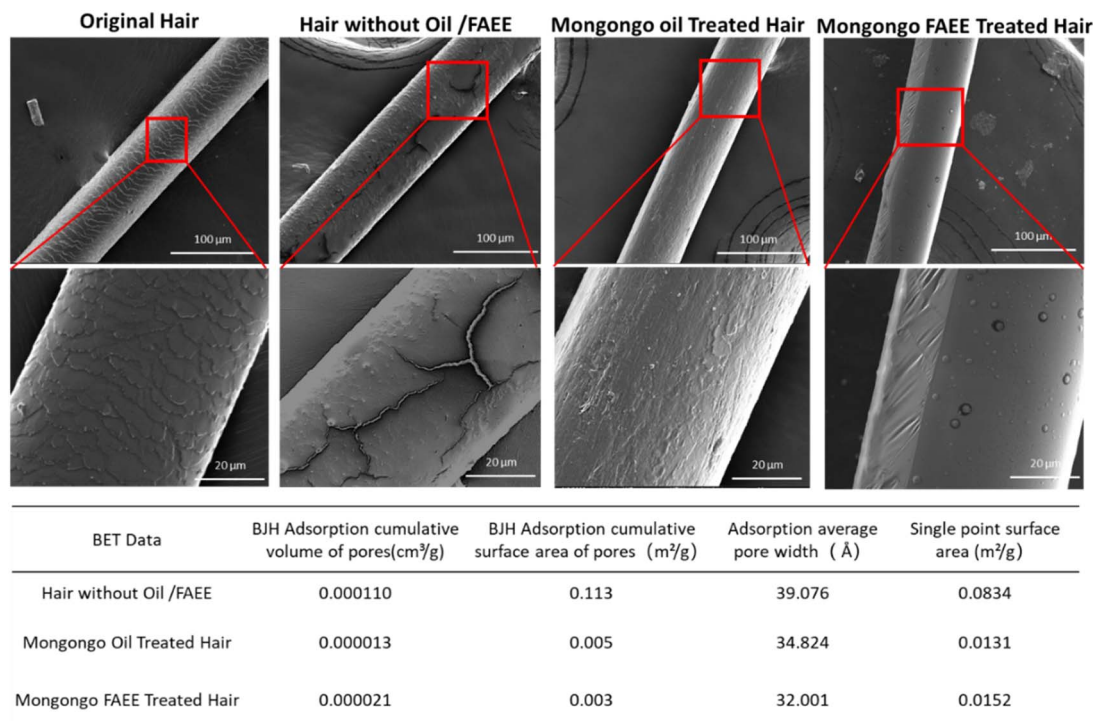 Original Hair
Hair without Oil /FAEE
Mongongo oil Treated Hair
Mongongo FAEE Treated Hair
100 μm
100 μm
100 μm
100 μm
20 μm
20 μm
20 μm
20 μm
BET Data
BJH Adsorption cumulative
volume of pores(cm³/g)
BJH Adsorption cumulative
surface area of pores (m²/g)
Adsorption average
pore width ( Å)
Single point surface
area (m²/g)
Hair without Oil /FAEE 0.000110 0.113 39.076 0.0834
Mongongo Oil Treated Hair 0.000013 0.005 34.824 0.0131
Mongongo FAEE Treated Hair 0.000021 0.003 32.001 0.0152